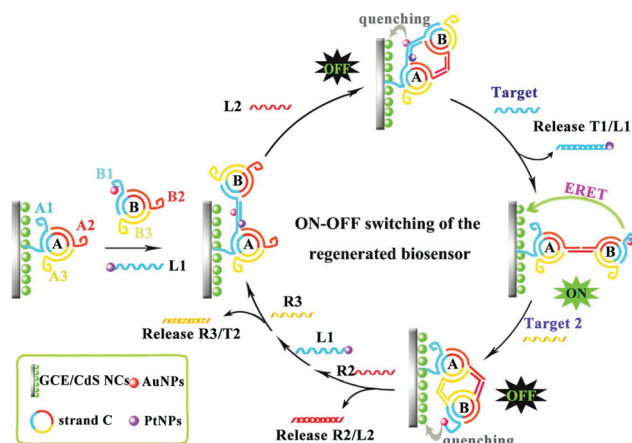 quenching
B
OFF
A
L2
Target
Release T1/L1
B1
B2
B
B3
A1
A2
A
A3
L1
B
A
ON-OFF switching of the
regenerated biosensor
ERET
A
B
ON
R3
Release R3/T2
L1
R2
Target 2
A
B
OFF
Release R2/L2
quenching
GCE/CdS NCs
AuNPs
strand C
PtNPs